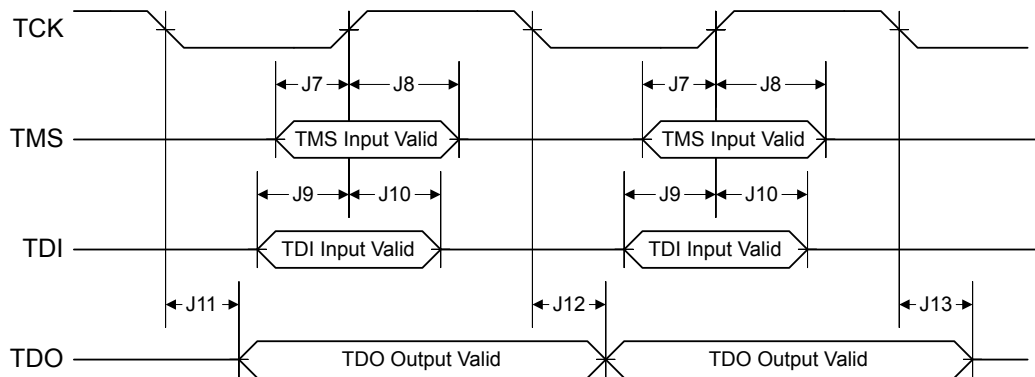 TCK
J7 J8 J7 J8
TMS TMS Input Valid TMS Input Valid
J9 J10 J9 J10
TDI TDI Input Valid TDI Input Valid
J11 J12 J13
TDO TDO Output Valid TDO Output Valid